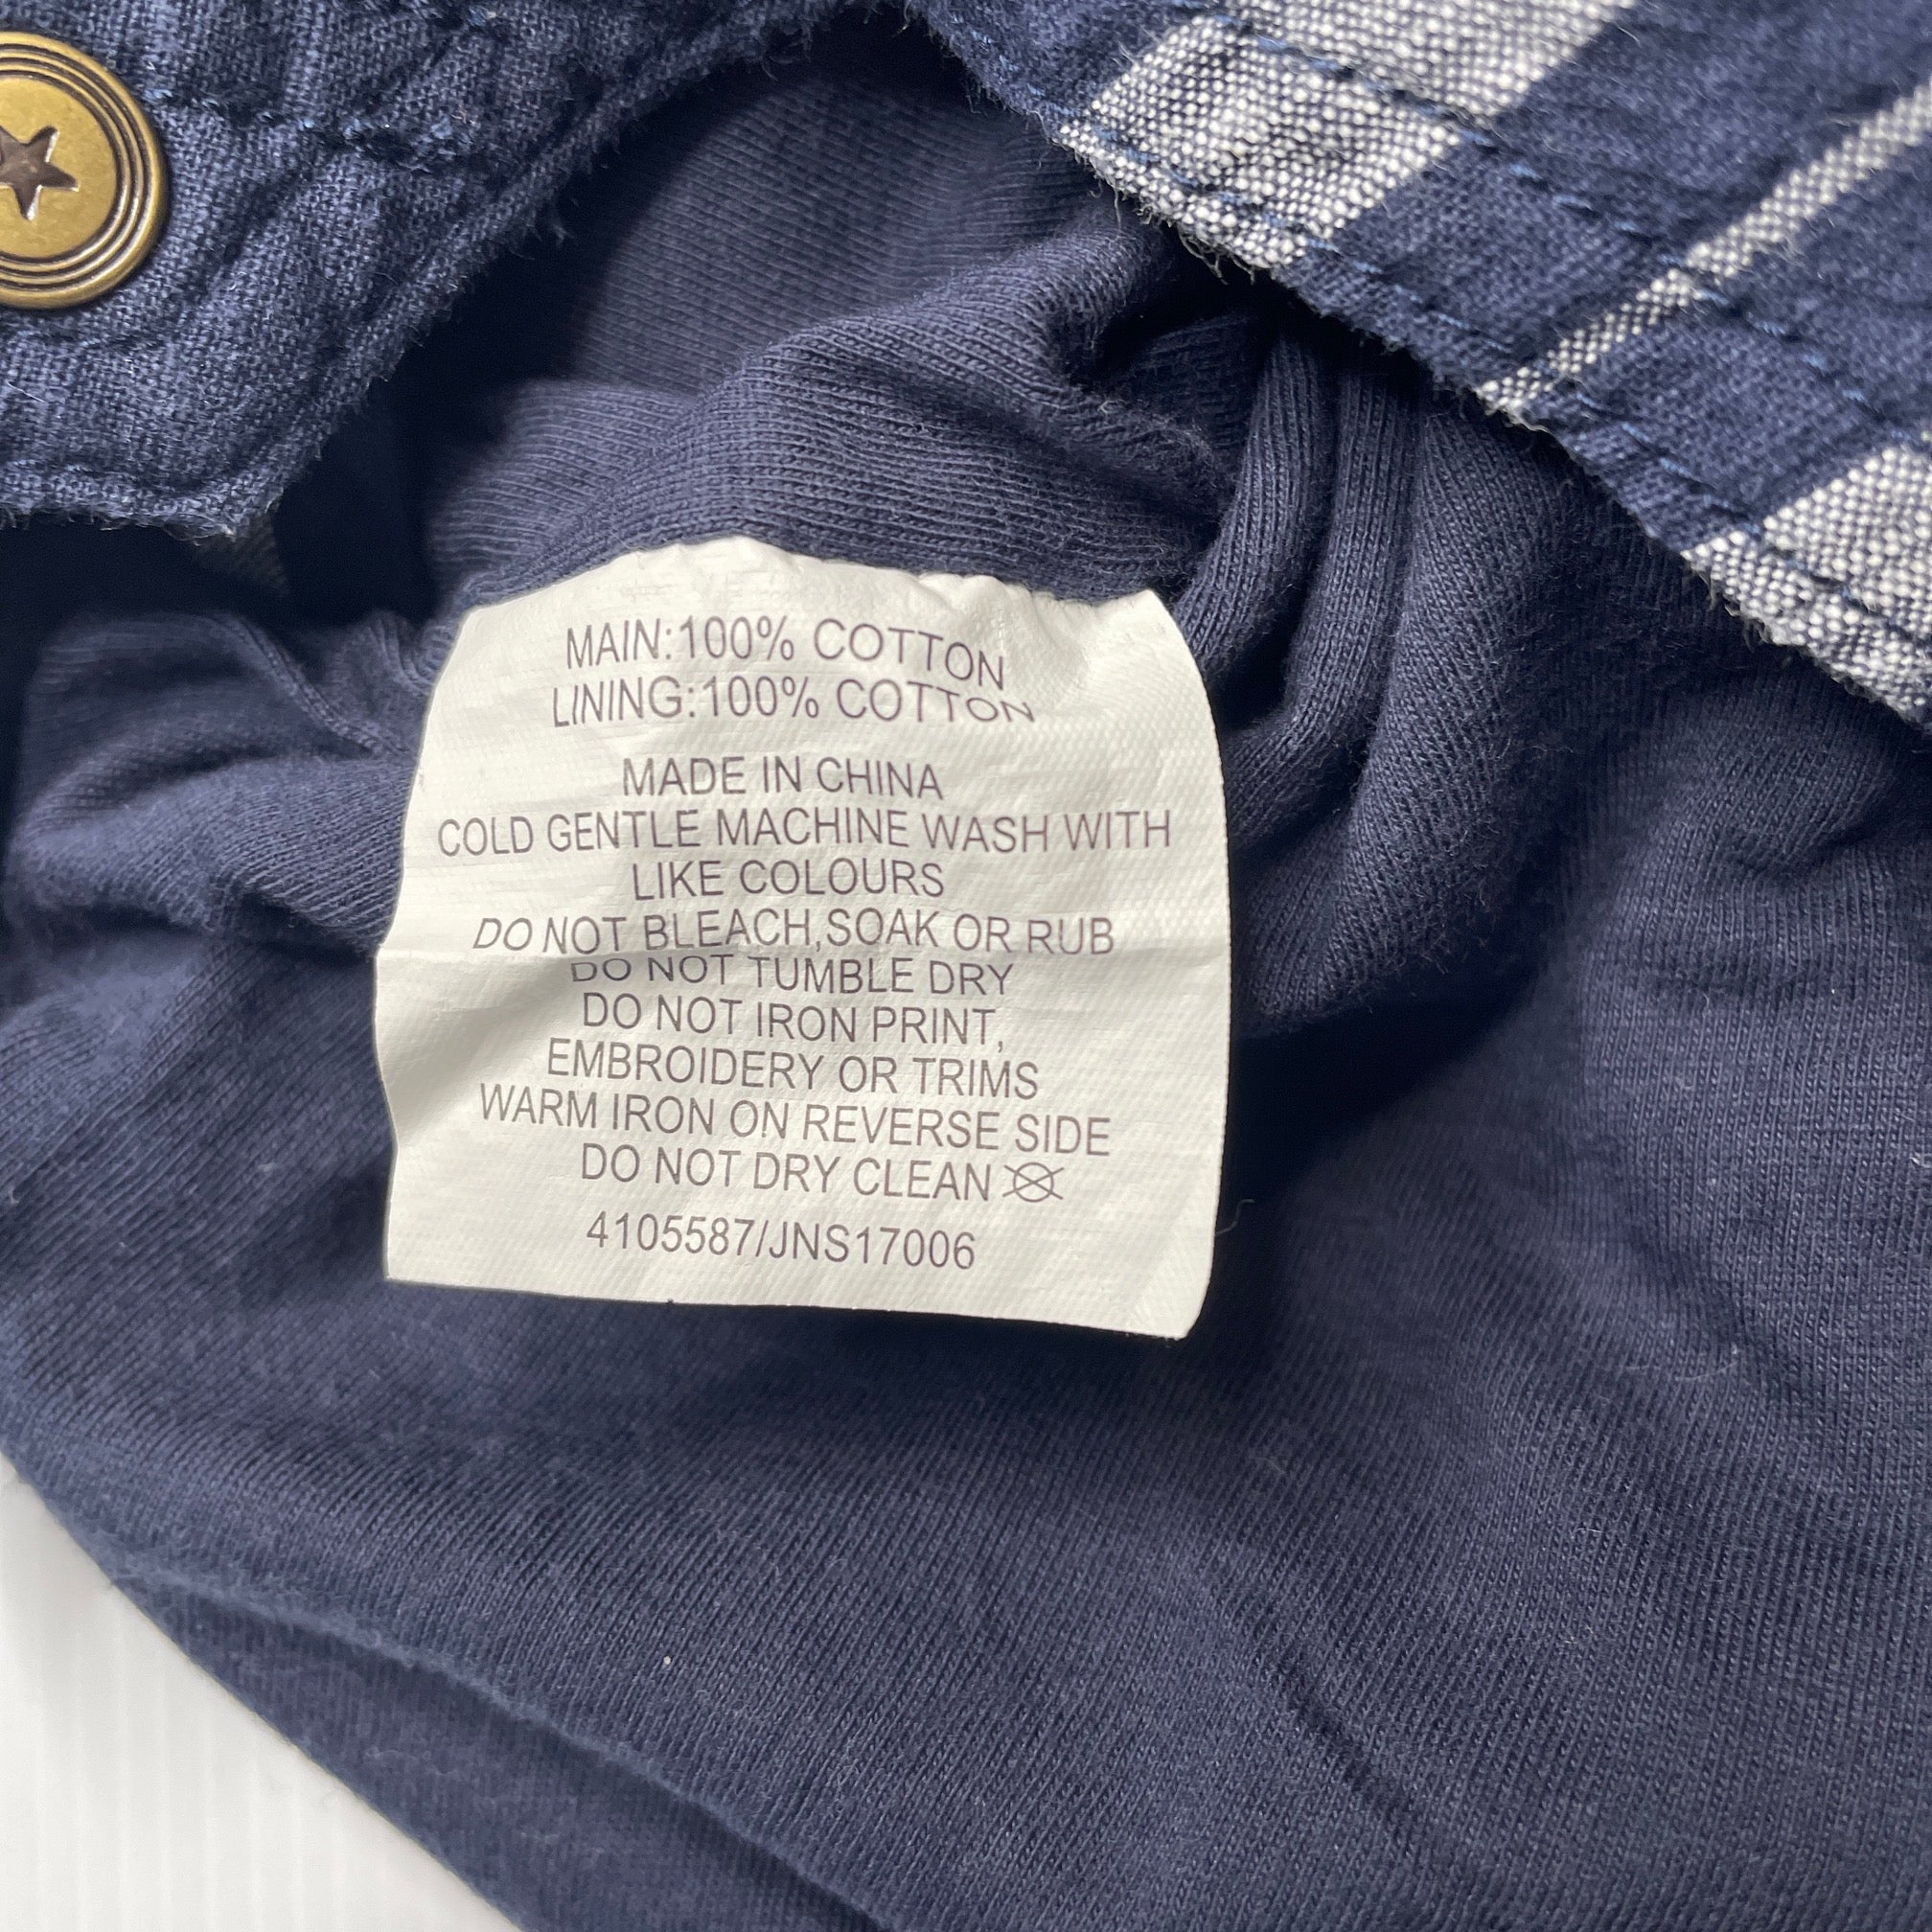 MAIN:100% COTTON
LINING:100% COTTON
MADE IN CHINA
COLD GENTLE MACHINE WASH WITH
LIKE COLOURS
DO NOT BLEACH,SOAK OR RUB
DO NOT TUMBLE DRY
DO NOT IRON PRINT,
EMBROIDERY OR TRIMS
WARM IRON ON REVERSE SIDE
DO NOT DRY CLEAN
4105587/JNS17006